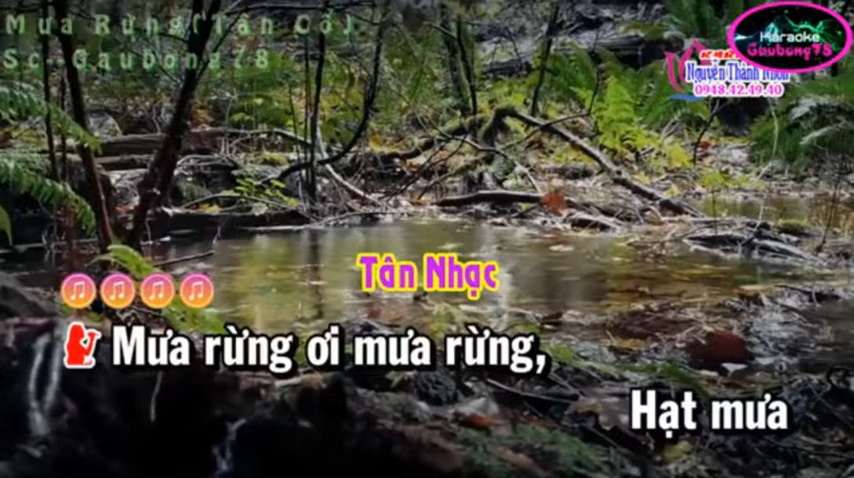 Mưa Rừng(Tân Cổ)
Sc: Gaubong78
Karaoke
Gaubong78
Nguyễn Thành Nhơn
0948.42.49.40
Tân Nhạc
Mưa rừng ơi mưa rừng,
Hạt mưa